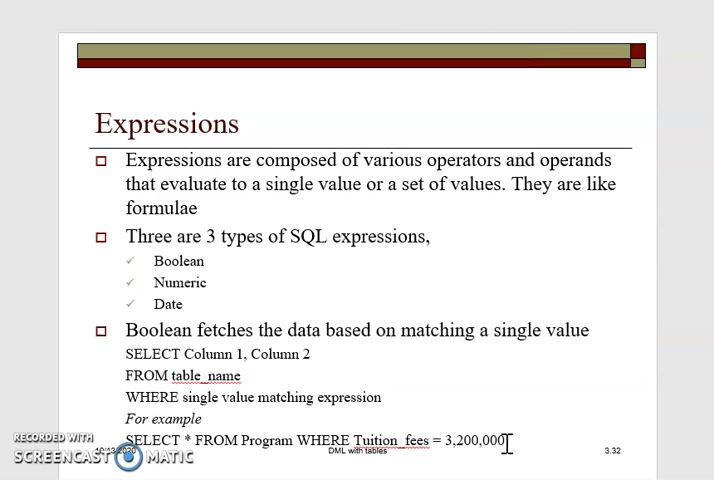 Expressions
Expressions are composed of various operators and operands
that evaluate to a single value or a set of values. They are like
formulae
Three are 3 types of SQL expressions,
Boolean
Numeric
Date
Boolean fetches the data based on matching a single value
SELECT Column 1, Column 2
FROM table_name
WHERE single value matching expression
For example
SELECT * FROM Program WHERE Tuition_fees = 3,200,000
RECORDED WITH
SCREENCAST MATIC
10/13/2020
DML with tables
3.32